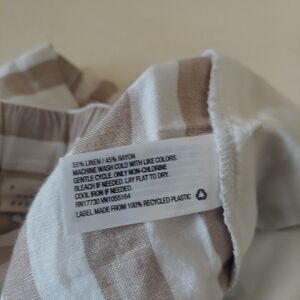 55% LINEN / 45% RAYON
MACHINE WASH COLD WITH LIKE COLORS.
GENTLE CYCLE. ONLY NON-CHLORINE
BLEACH IF NEEDED. LAY FLAT TO DRY.
COOL IRON IF NEEDED.
RN17730 VN1055164
LABEL MADE FROM 100% RECYCLED PLASTIC